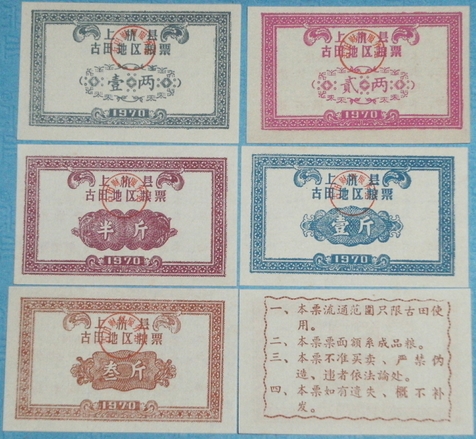 上杭县
古田地区粮票
壹两
1970
上杭县
古田地区粮票
贰两
1970
上杭县
古田地区粮票
半斤
1970
上杭县
古田地区粮票
壹斤
1970
上杭县
古田地区粮票
叁斤
1970
一、本票流通范围只限古田使
用。
二、本票票面额系成品粮。
三、本票不准买卖、严禁伪
造、违者依法论处。
四、本票如有遗失、概不补
发。